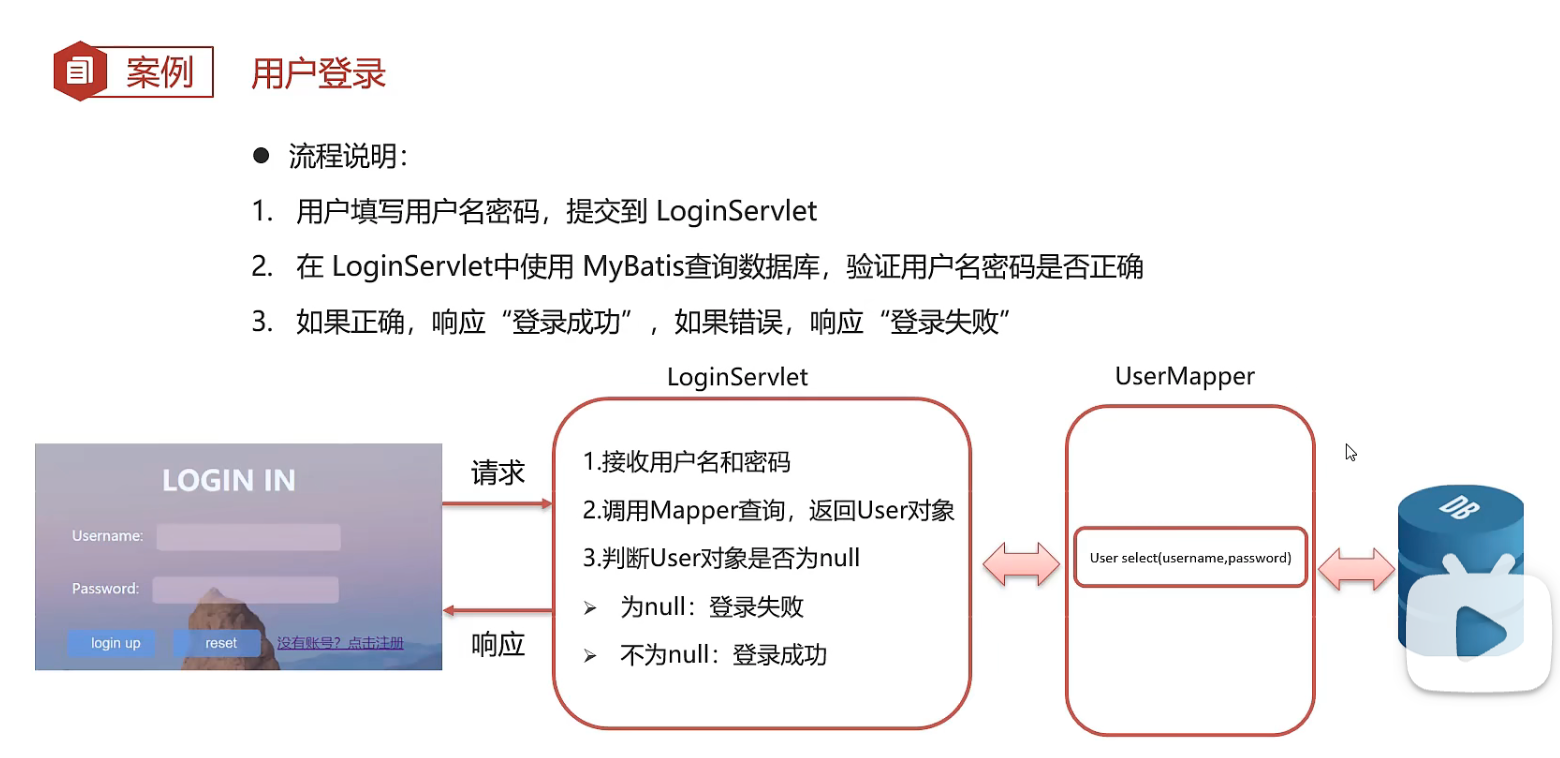 案例
用户登录
● 流程说明：
1. 用户填写用户名密码，提交到 LoginServlet
2. 在 LoginServlet中使用 MyBatis查询数据库，验证用户名密码是否正确
3. 如果正确，响应“登录成功”，如果错误，响应“登录失败”
LOGIN IN
Username:
Password:
login up
reset
没有账号？点击注册
请求
响应
LoginServlet
1.接收用户名和密码
2.调用Mapper查询，返回User对象
3.判断User对象是否为null
➢ 为null：登录失败
➢ 不为null：登录成功
UserMapper
User select(username,password)
DB